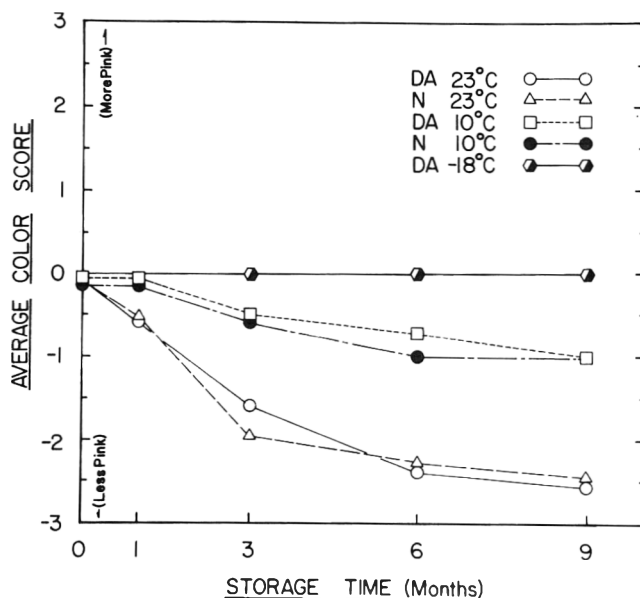 3
2
1
0
-1
-2
-3
AVERAGE COLOR SCORE
(More Pink)→
←(Less Pink)
DA 23°C
N 23°C
DA 10°C
N 10°C
DA -18°C
0 1 3 6 9
STORAGE TIME (Months)